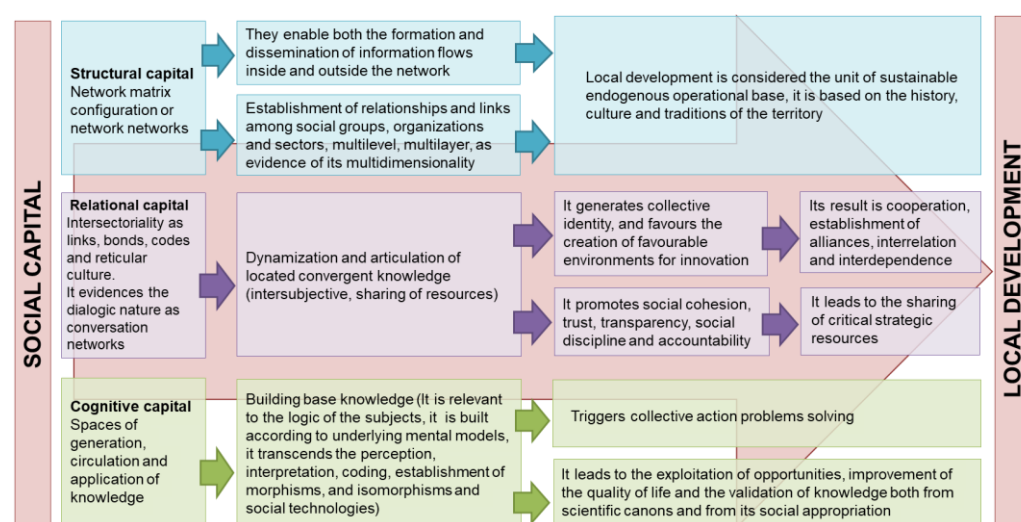 SOCIAL CAPITAL
Structural capital
Network matrix
configuration or
network networks
They enable both the formation and
dissemination of information flows
inside and outside the network
Establishment of relationships and links
among social groups, organizations
and sectors, multilevel, multilayer, as
evidence of its multidimensionality
Local development is considered the unit of sustainable
endogenous operational base, it is based on the history,
culture and traditions of the territory
Relational capital
Intersectoriality as
links, bonds, codes
and reticular
culture.
It evidences the
dialogic nature as
conversation
networks
Dynamization and articulation of
located convergent knowledge
(intersubjective, sharing of resources)
It generates collective
identity, and favours the
creation of favourable
environments for innovation
Its result is cooperation,
establishment of
alliances, interrelation
and interdependence
It promotes social cohesion,
trust, transparency, social
discipline and accountability
It leads to the sharing
of critical strategic
resources
Cognitive capital
Spaces of
generation,
circulation and
application of
knowledge
Building base knowledge (It is relevant
to the logic of the subjects, it is built
according to underlying mental models,
it transcends the perception,
interpretation, coding, establishment of
morphisms, and isomorphisms and
social technologies)
Triggers collective action problems solving
It leads to the exploitation of opportunities, improvement of
the quality of life and the validation of knowledge both from
scientific canons and from its social appropriation
LOCAL DEVELOPMENT